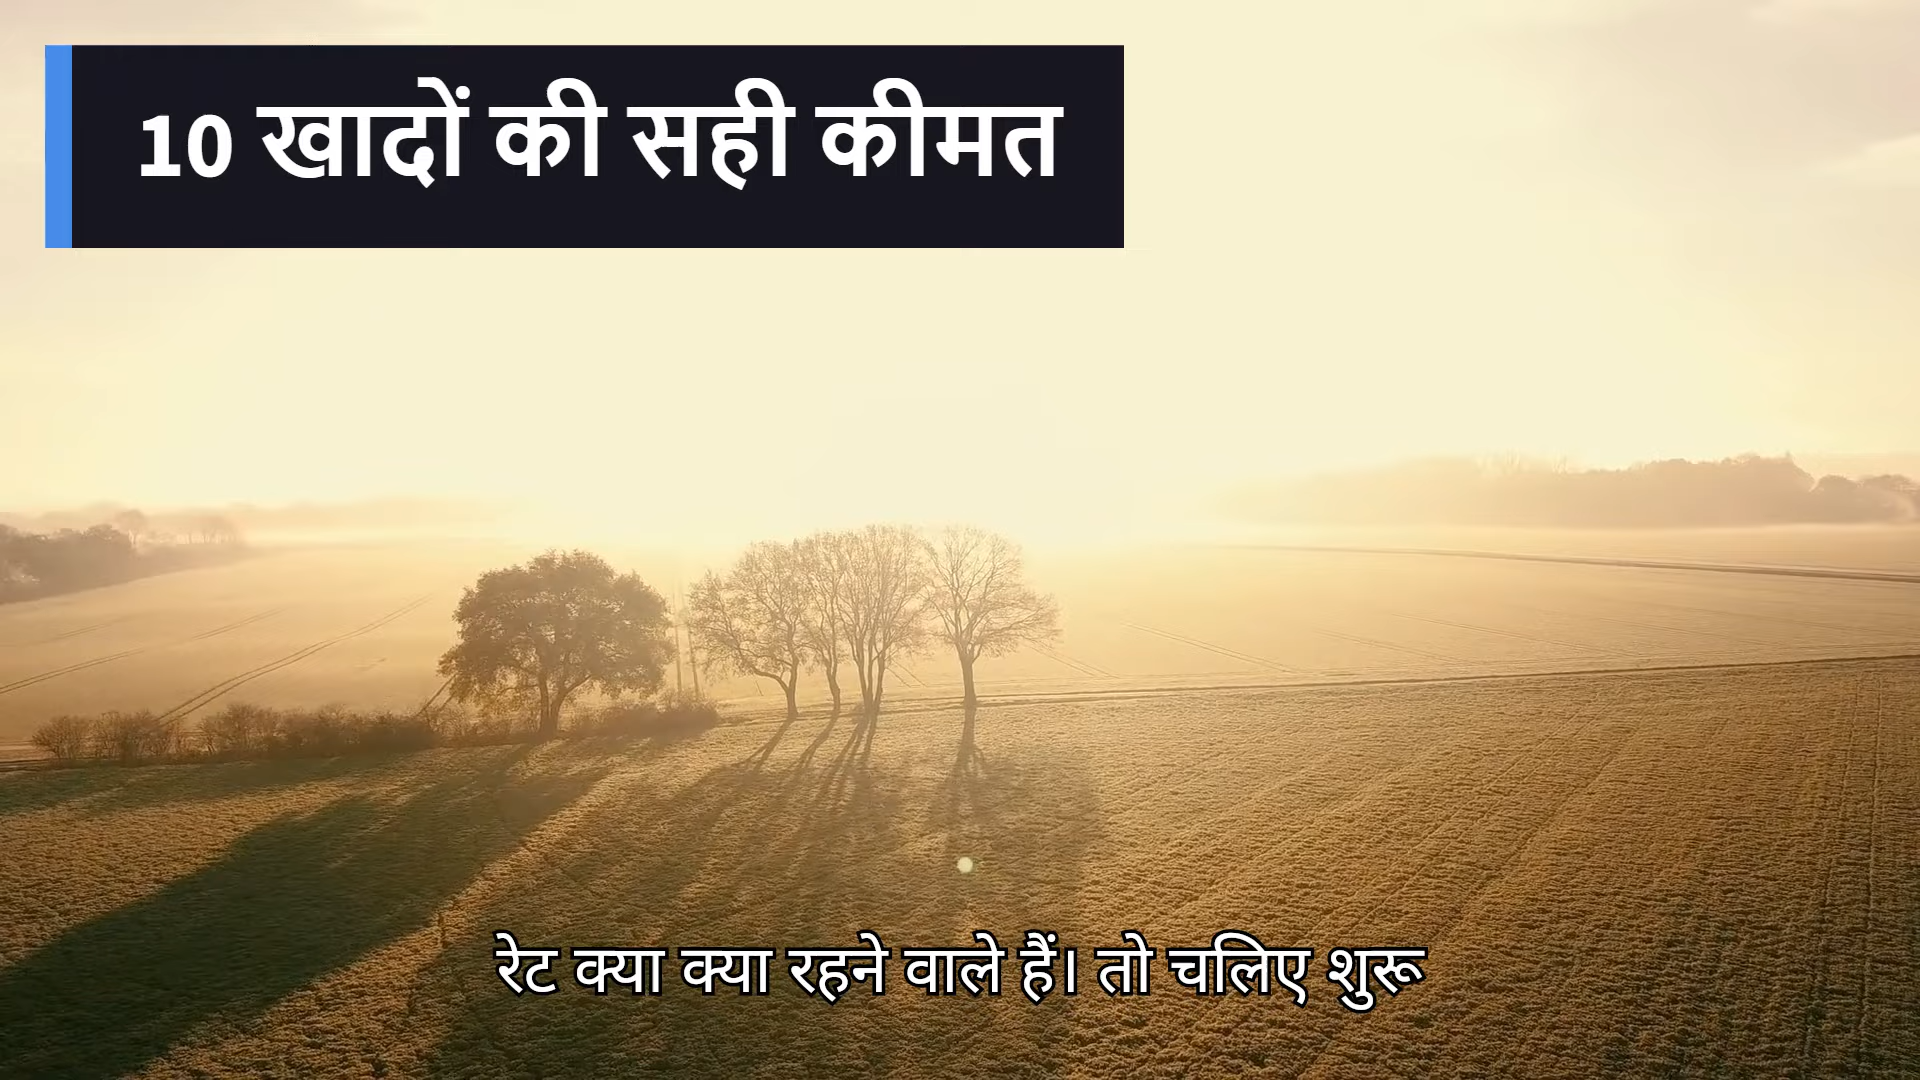 10 खादों की सही कीमत
रेट क्या क्या रहने वाले हैं। तो चलिए शुरू